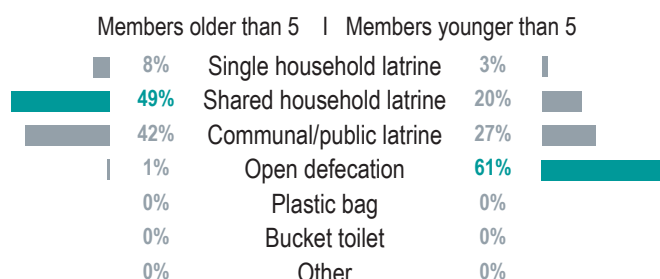 Members older than 5 I Members younger than 5
8% Single household latrine 3%
49% Shared household latrine 20%
42% Communal/public latrine 27%
1% Open defecation 61%
0% Plastic bag 0%
0% Bucket toilet 0%
0% Other 0%